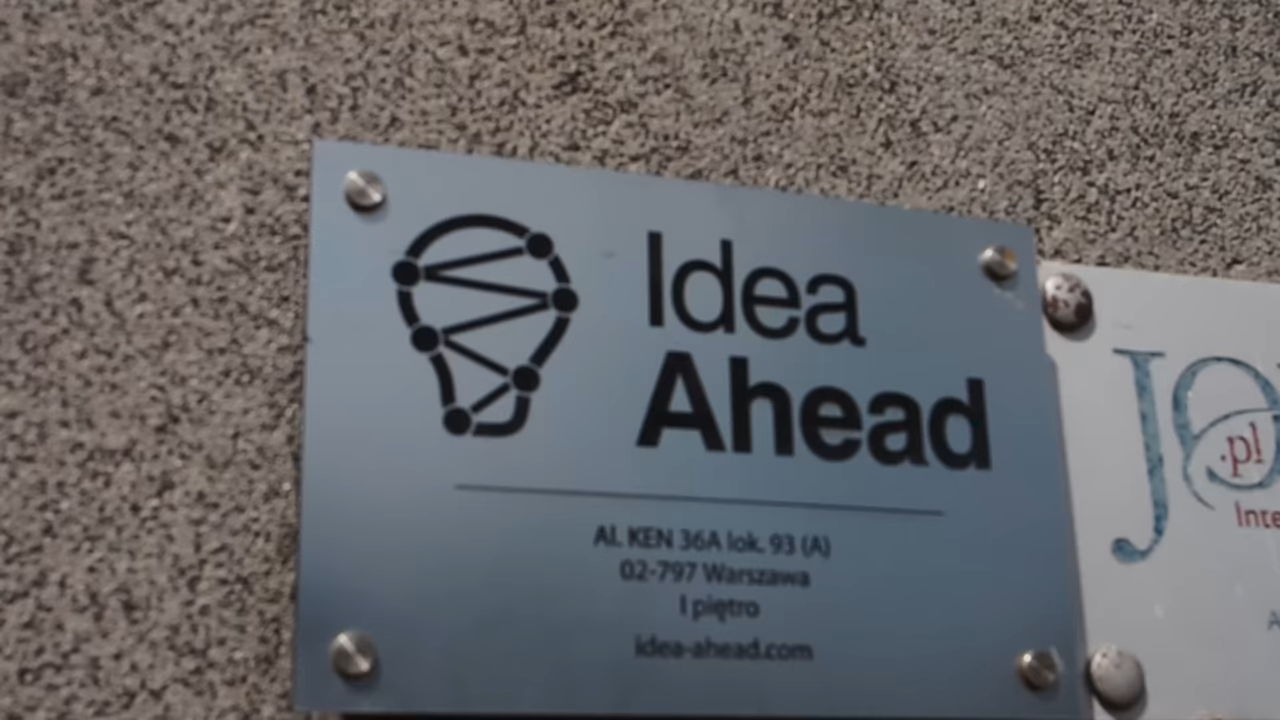 Idea
Ahead
AL KEN 36A lok. 93 (A)
02-797 Warszawa
I piętro
idea-ahead.com
.pl